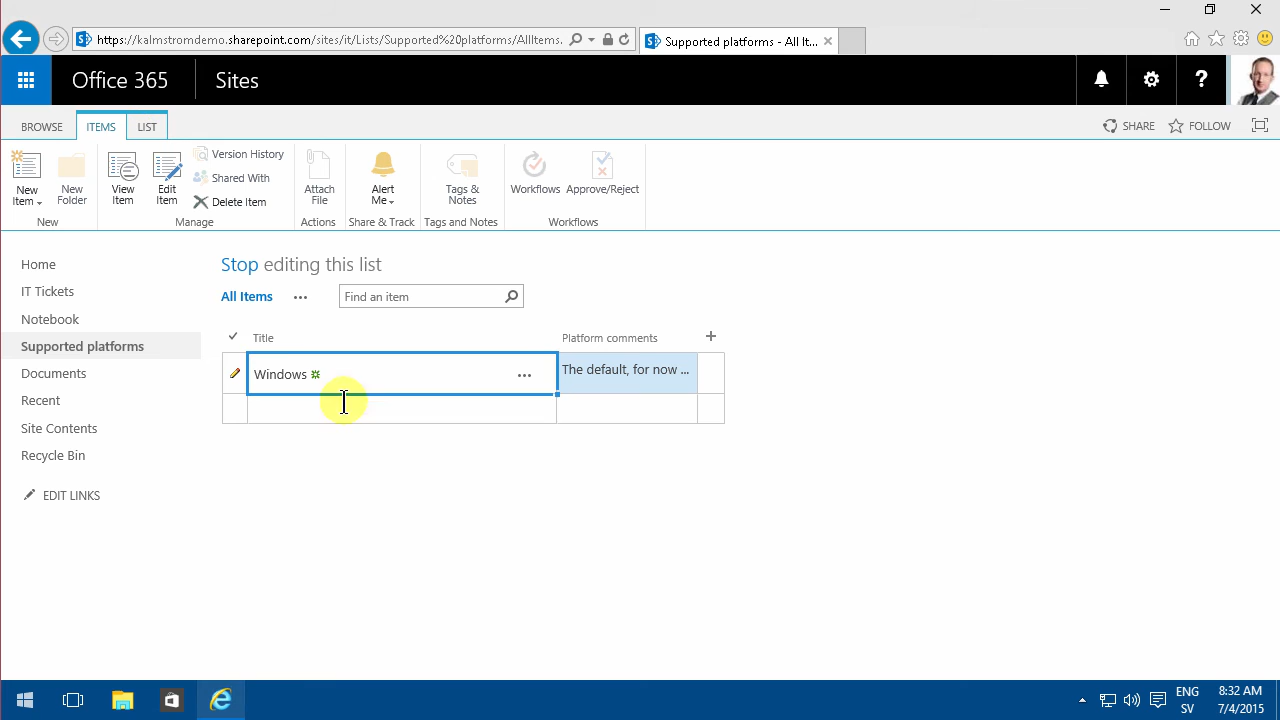 https://kalmstromdemo.sharepoint.com/sites/it/Lists/Supported%20platforms/AllItems.
Supported platforms - All It...
Office 365
Sites
BROWSE
ITEMS
LIST
SHARE
FOLLOW
New Item
New Folder
View Item
Edit Item
Version History
Shared With
Delete Item
Attach File
Alert Me
Tags & Notes
Workflows
Approve/Reject
New
Manage
Actions
Share & Track
Tags and Notes
Workflows
Home
IT Tickets
Notebook
Supported platforms
Documents
Recent
Site Contents
Recycle Bin
EDIT LINKS
Stop editing this list
All Items
...
Find an item
Title
Platform comments
Windows
...
The default, for now ...
ENG
SV
8:32 AM
7/4/2015